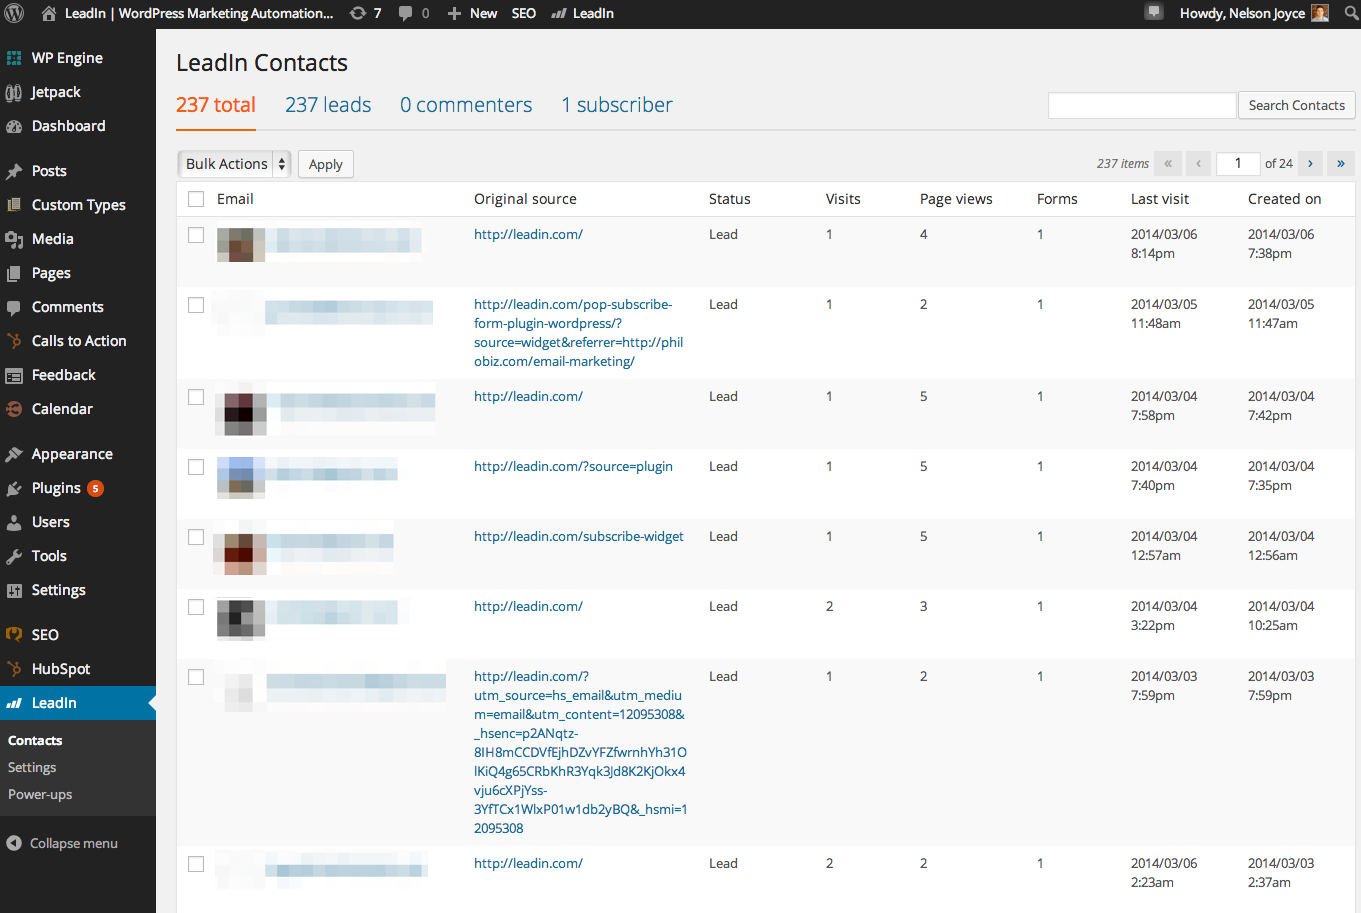 LeadIn | WordPress Marketing Automation... 7 0 New SEO LeadIn Howdy, Nelson Joyce
WP Engine
Jetpack
Dashboard
Posts
Custom Types
Media
Pages
Comments
Calls to Action
Feedback
Calendar
Appearance
Plugins 5
Users
Tools
Settings
SEO
HubSpot
LeadIn
Contacts
Settings
Power-ups
Collapse menu
LeadIn Contacts
237 total 237 leads 0 commenters 1 subscriber Search Contacts
Bulk Actions Apply 237 items « ‹ 1 of 24 › »
Email Original source Status Visits Page views Forms Last visit Created on
http://leadin.com/ Lead 1 4 1 2014/03/06 2014/03/06
8:14pm 7:38pm
http://leadin.com/pop-subscribe- Lead 1 2 1 2014/03/05 2014/03/05
form-plugin-wordpress/? 11:48am 11:47am
source=widget&referrer=http://phil
obiz.com/email-marketing/
http://leadin.com/ Lead 1 5 1 2014/03/04 2014/03/04
7:58pm 7:42pm
http://leadin.com/?source=plugin Lead 1 5 1 2014/03/04 2014/03/04
7:40pm 7:35pm
http://leadin.com/subscribe-widget Lead 1 5 1 2014/03/04 2014/03/04
12:57am 12:56am
http://leadin.com/ Lead 2 3 1 2014/03/04 2014/03/04
3:22pm 10:25am
http://leadin.com/? Lead 1 2 1 2014/03/03 2014/03/03
utm_source=hs_email&utm_mediu 7:59pm 7:59pm
m=email&utm_content=12095308&
_hsenc=p2ANqtz-
8IH8mCCDVfEjhDZvYFZfwrnhYh31O
lKiQ4g65CRbKhR3Yqk3Jd8K2KjOkx4
vju6cXPjYss-
3YfTCx1WlxP01w1db2yBQ&_hsmi=1
2095308
http://leadin.com/ Lead 2 2 1 2014/03/06 2014/03/03
2:23am 2:37am